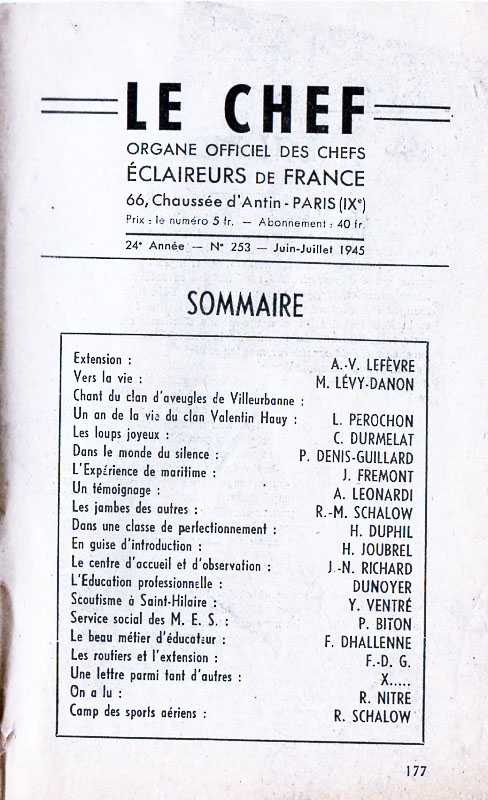 LE CHEF
ORGANE OFFICIEL DES CHEFS
ÉCLAIREURS DE FRANCE
66, Chaussée d'Antin - PARIS (IXe)
Prix : le numéro 5 fr. — Abonnement : 40 fr.
24e Année — N° 253 — Juin-Juillet 1945
SOMMAIRE
Extension : A.-V. LEFÈVRE
Vers la vie : M. LÉVY-DANON
Chant du clan d'aveugles de Villeurbanne :
Un an de la vie du clan Valentin Hauy : L. PEROCHON
Les loups joyeux : C. DURMELAT
Dans le monde du silence : P. DENIS-GUILLARD
L'Expérience de maritime : J. FREMONT
Un témoignage : A. LEONARDI
Les jambes des autres : R.-M. SCHALOW
Dans une classe de perfectionnement : H. DUPHIL
En guise d'introduction : H. JOUBREL
Le centre d'accueil et d'observation : J.-N. RICHARD
L'Education professionelle : DUNOYER
Scoutisme à Saint-Hilaire : Y. VENTRÉ
Service social des M. E. S. : P. BITON
Le beau métier d'éducateur : F. DHALLENNE
Les routiers et l'extension : F.-D. G.
Une lettre parmi tant d'autres : X.....
On a lu : R. NITRE
Camp des sports aériens : R. SCHALOW
177